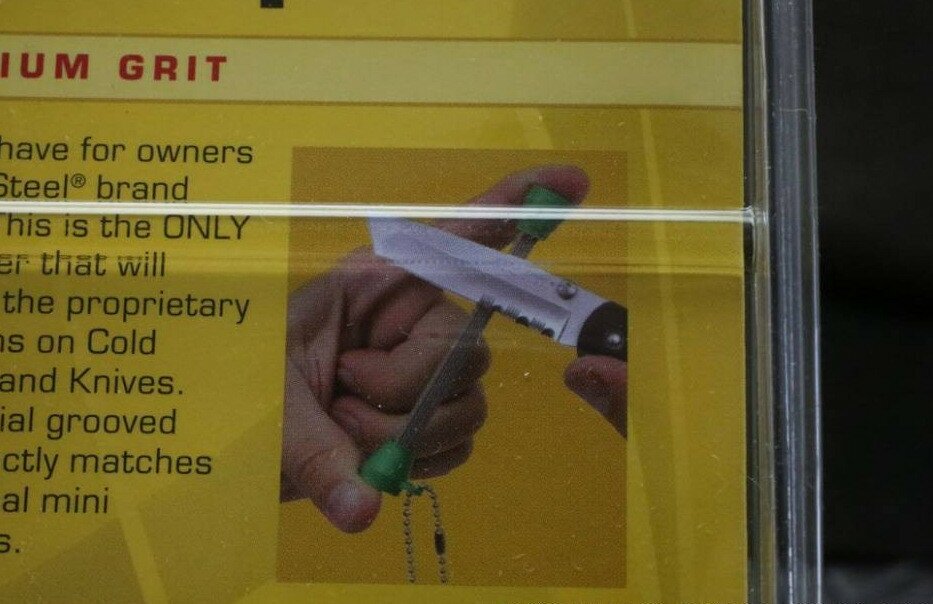 IUM GRIT
have for owners
Steel® brand
This is the ONLY
er that will
the proprietary
ns on Cold
and Knives.
ial grooved
ctly matches
al mini
s.